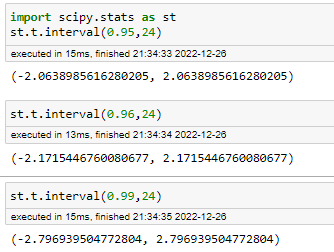 import scipy.stats as st
st.t.interval(0.95,24)
executed in 15ms, finished 21:34:33 2022-12-26
(-2.0638985616280205, 2.0638985616280205)
st.t.interval(0.96,24)
executed in 13ms, finished 21:34:34 2022-12-26
(-2.1715446760080677, 2.1715446760080677)
st.t.interval(0.99,24)
executed in 15ms, finished 21:34:35 2022-12-26
(-2.796939504772804, 2.796939504772804)